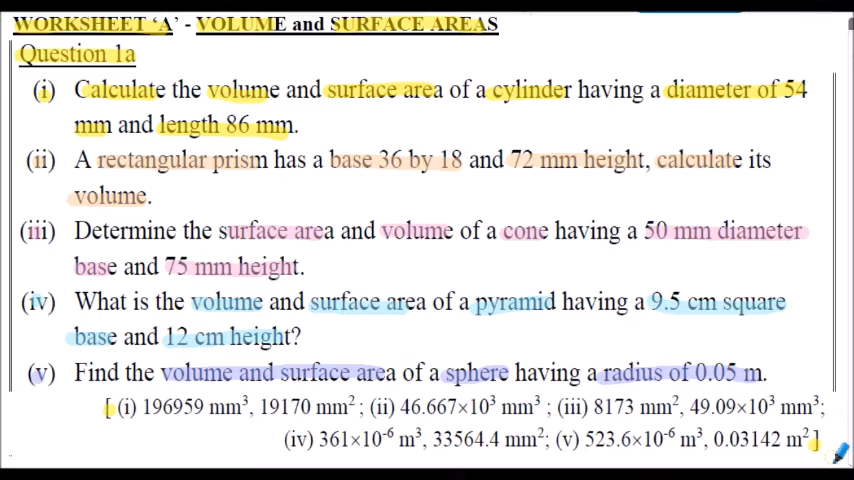 WORKSHEET ‘A’ - VOLUME and SURFACE AREAS
Question 1a
(i) Calculate the volume and surface area of a cylinder having a diameter of 54
mm and length 86 mm.
(ii) A rectangular prism has a base 36 by 18 and 72 mm height, calculate its
volume.
(iii) Determine the surface area and volume of a cone having a 50 mm diameter
base and 75 mm height.
(iv) What is the volume and surface area of a pyramid having a 9.5 cm square
base and 12 cm height?
(v) Find the volume and surface area of a sphere having a radius of 0.05 m.
[ (i) 196959 mm³, 19170 mm² ; (ii) 46.667×10³ mm³ ; (iii) 8173 mm², 49.09×10³ mm³;
(iv) 361×10⁻⁶ m³, 33564.4 mm²; (v) 523.6×10⁻⁶ m³, 0.03142 m² ]